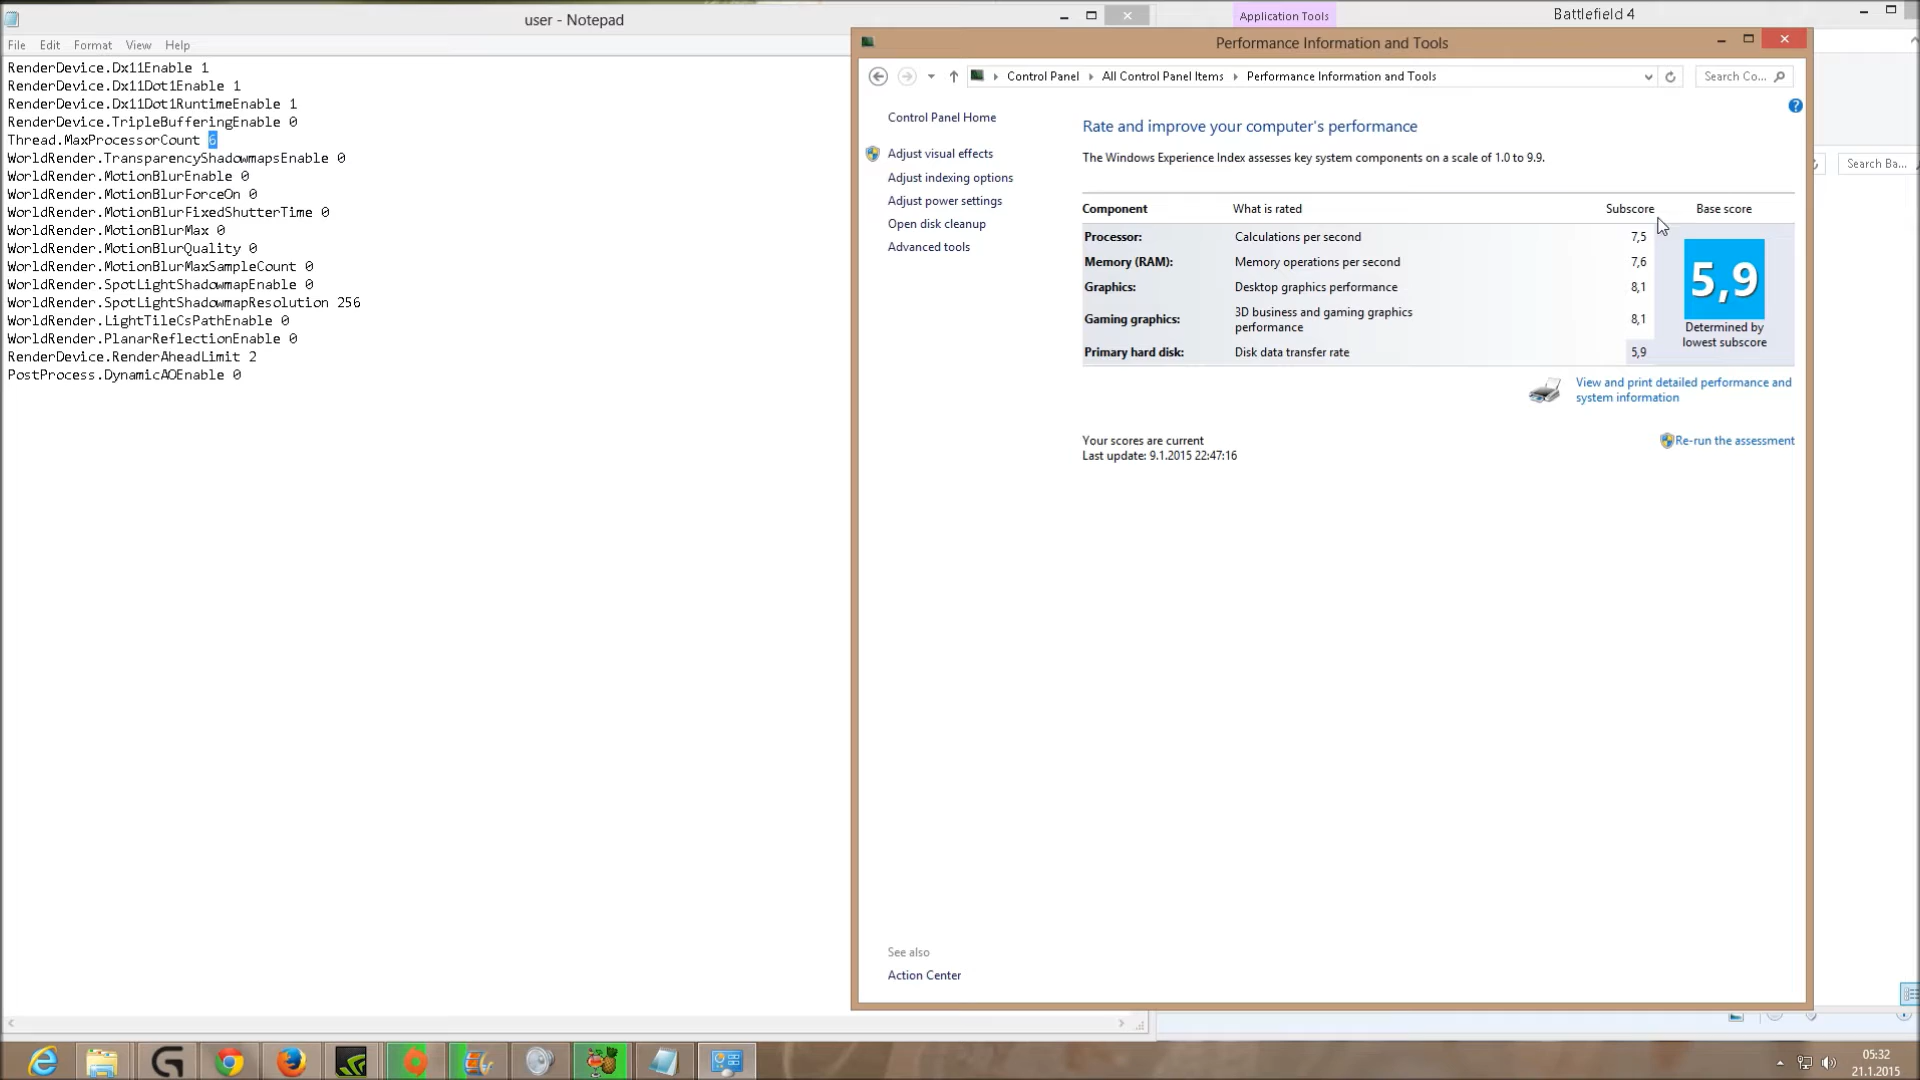 user - Notepad
File Edit Format View Help
RenderDevice.Dx11Enable 1
RenderDevice.Dx11Dot1Enable 1
RenderDevice.Dx11Dot1RuntimeEnable 1
RenderDevice.TripleBufferingEnable 0
Thread.MaxProcessorCount 6
WorldRender.TransparencyShadowmapsEnable 0
WorldRender.MotionBlurEnable 0
WorldRender.MotionBlurForceOn 0
WorldRender.MotionBlurFixedShutterTime 0
WorldRender.MotionBlurMax 0
WorldRender.MotionBlurQuality 0
WorldRender.MotionBlurMaxSampleCount 0
WorldRender.SpotLightShadowmapEnable 0
WorldRender.SpotLightShadowmapResolution 256
WorldRender.LightTileCsPathEnable 0
WorldRender.PlanarReflectionEnable 0
RenderDevice.RenderAheadLimit 2
PostProcess.DynamicAOEnable 0
Application Tools
Battlefield 4
Search Ba...
Performance Information and Tools
Control Panel All Control Panel Items Performance Information and Tools
Search Co...
Control Panel Home
Adjust visual effects
Adjust indexing options
Adjust power settings
Open disk cleanup
Advanced tools
Rate and improve your computer's performance
The Windows Experience Index assesses key system components on a scale of 1.0 to 9.9.
Component What is rated Subscore Base score
Processor: Calculations per second 7,5
Memory (RAM): Memory operations per second 7,6
Graphics: Desktop graphics performance 8,1
Gaming graphics: 3D business and gaming graphics performance 8,1
Primary hard disk: Disk data transfer rate 5,9
5,9
Determined by
lowest subscore
View and print detailed performance and
system information
Your scores are current
Last update: 9.1.2015 22:47:16
Re-run the assessment
See also
Action Center
05:32
21.1.2015